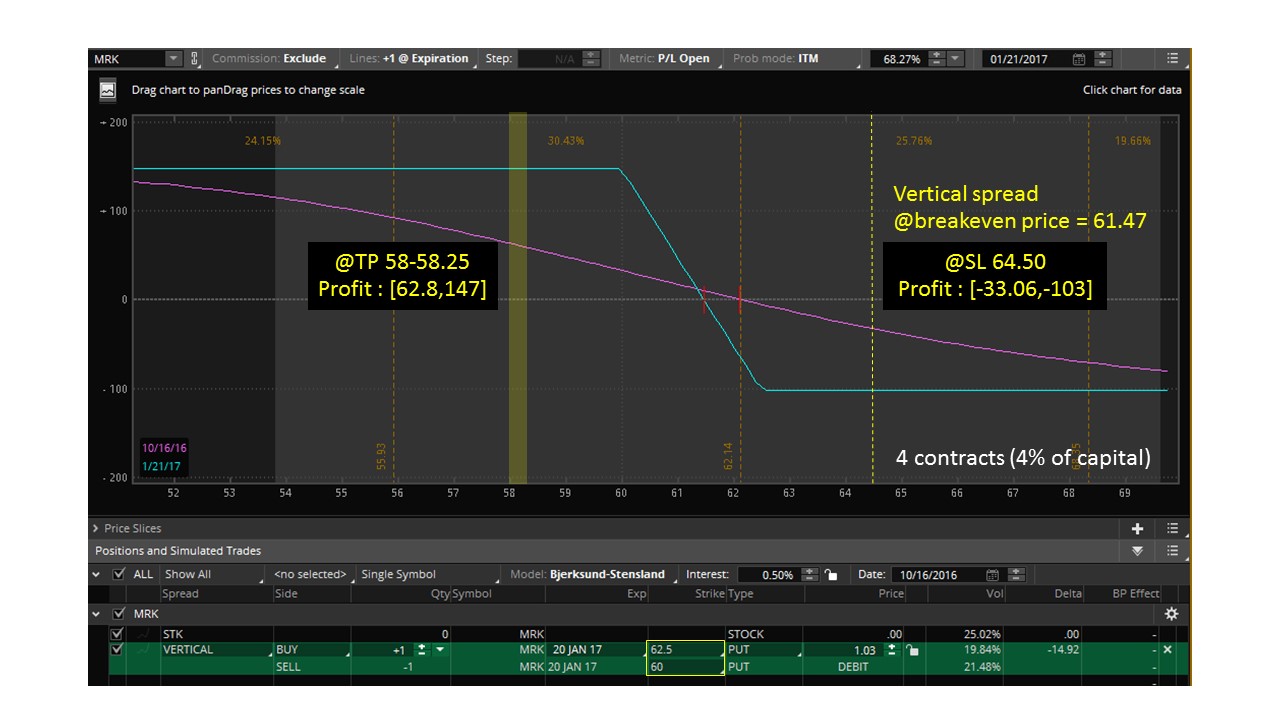 MRK Commission: Exclude Lines: +1 @ Expiration Step: N/A Metric: P/L Open Prob mode: ITM 68.27% 01/21/2017
Drag chart to panDrag prices to change scale Click chart for data
200
24.15% 30.43% 25.76% 19.66%
Vertical spread
@breakeven price = 61.47
100
@TP 58-58.25
Profit : [62.8,147]
@SL 64.50
Profit : [-33.06,-103]
0
- 100
55.93 62.14
10/16/16
1/21/17
4 contracts (4% of capital)
- 200
52 53 54 55 56 57 58 59 60 61 62 63 64 65 66 67 68 69
Price Slices
Positions and Simulated Trades
ALL Show All <no selected> Single Symbol Model: Bjerksund-Stensland Interest: 0.50% Date: 10/16/2016
Spread Side Qty Symbol Exp Strike Type Price Vol Delta BP Effect
MRK
STK 0 MRK STOCK .00 25.02% .00 -
VERTICAL BUY +1 MRK 20 JAN 17 62.5 PUT 1.03 19.84% -14.92 -
SELL -1 MRK 20 JAN 17 60 PUT DEBIT 21.48%